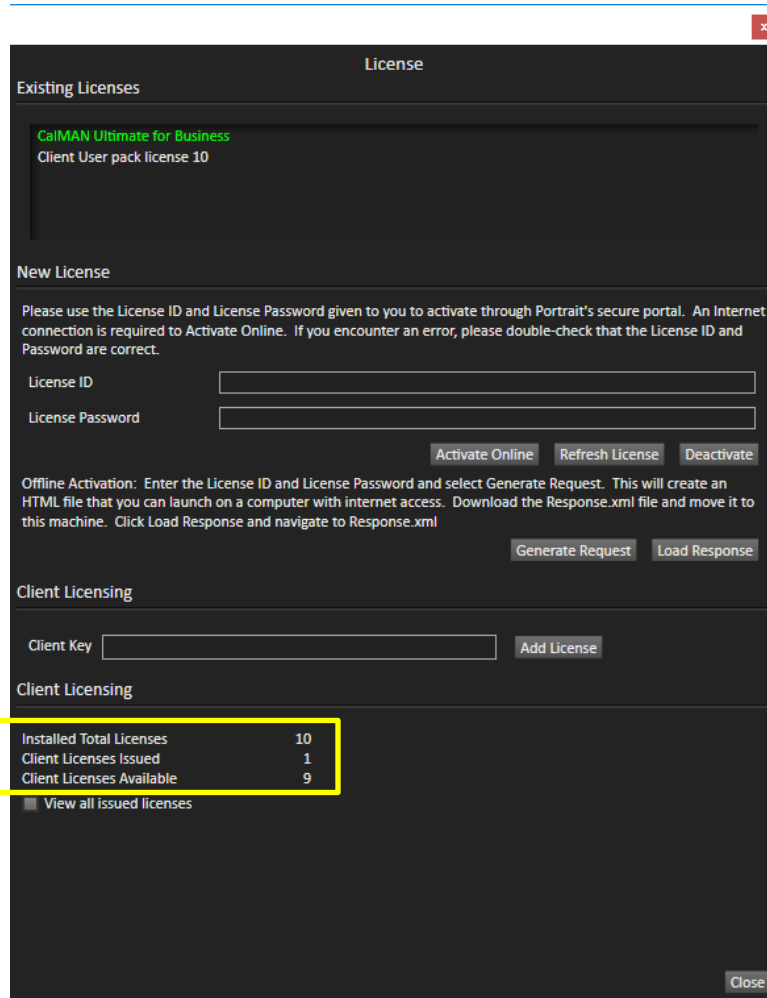 x
License
Existing Licenses
CalMAN Ultimate for Business
Client User pack license 10
New License
Please use the License ID and License Password given to you to activate through Portrait's secure portal. An Internet
connection is required to Activate Online. If you encounter an error, please double-check that the License ID and
Password are correct.
License ID
License Password
Activate Online Refresh License Deactivate
Offline Activation: Enter the License ID and License Password and select Generate Request. This will create an
HTML file that you can launch on a computer with internet access. Download the Response.xml file and move it to
this machine. Click Load Response and navigate to Response.xml
Generate Request Load Response
Client Licensing
Client Key Add License
Client Licensing
Installed Total Licenses 10
Client Licenses Issued 1
Client Licenses Available 9
View all issued licenses
Close